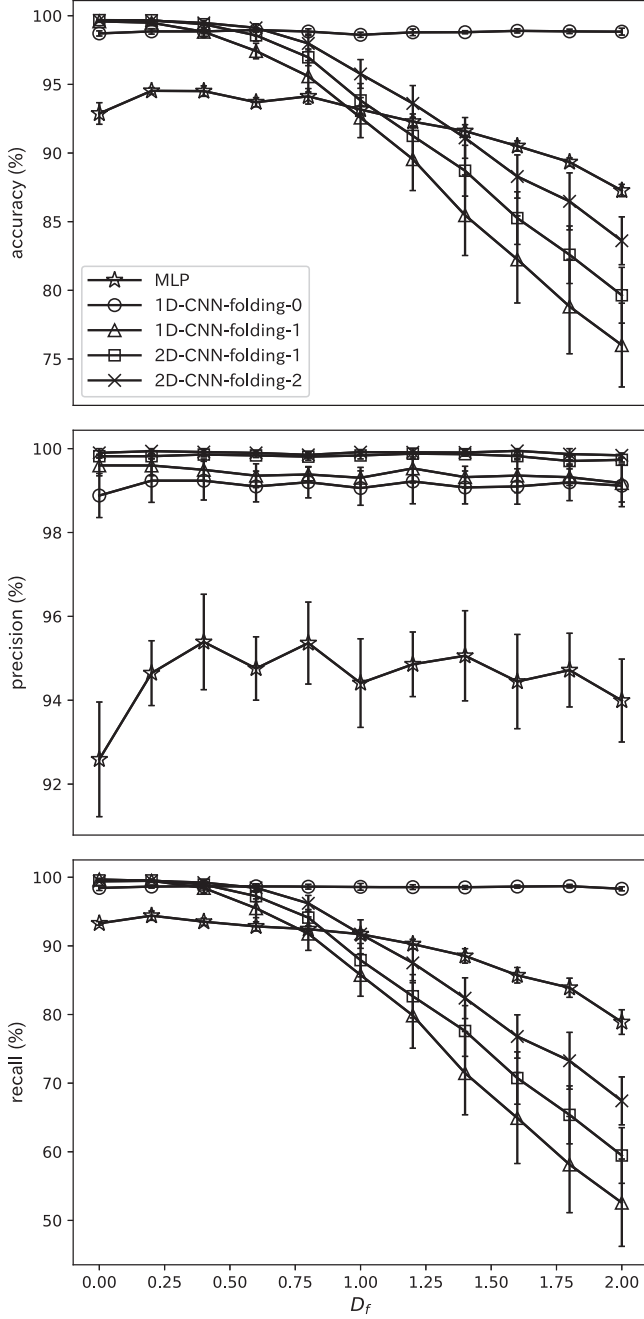 100
95
90
85
80
75
accuracy (%)
MLP
1D-CNN-folding-0
1D-CNN-folding-1
2D-CNN-folding-1
2D-CNN-folding-2
100
98
96
94
92
precision (%)
100
90
80
70
60
50
recall (%)
0.00 0.25 0.50 0.75 1.00 1.25 1.50 1.75 2.00
D_f